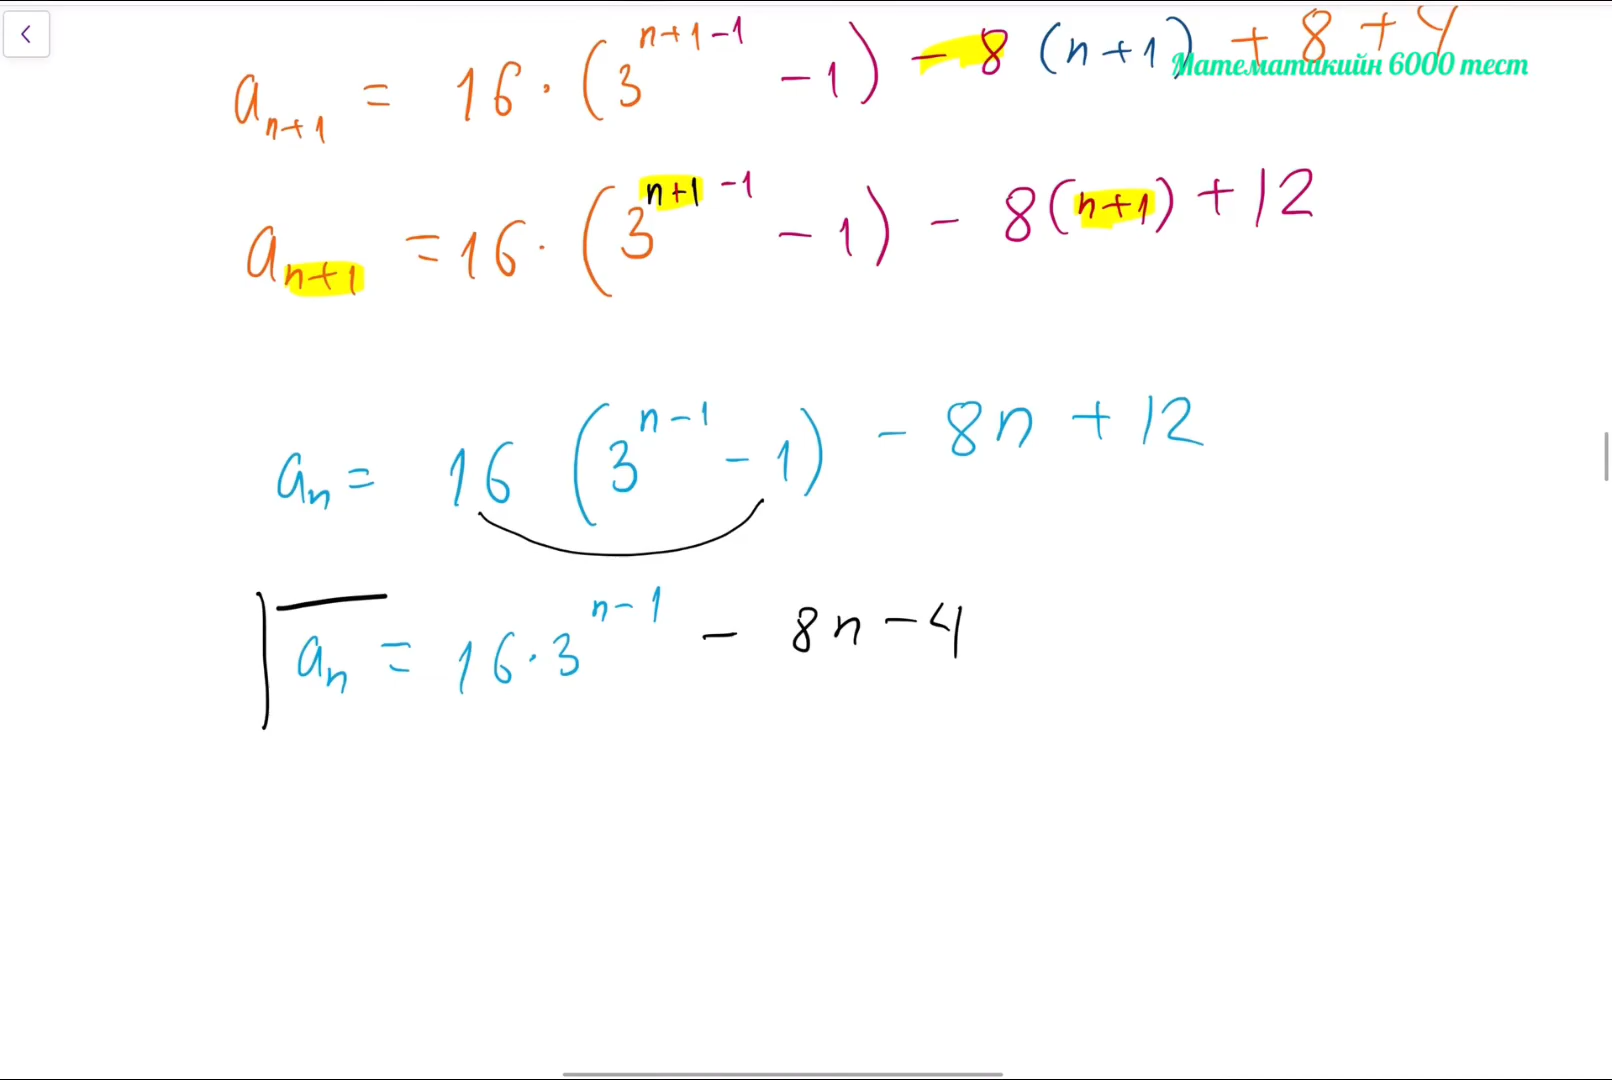 a_{n+1} = 16 · (3^{n+1-1} - 1) - 8 (n+1) + 8 + 4
Математикийн 6000 тест
a_{n+1} = 16 · (3^{n+1-1} - 1) - 8(n+1) + 12
a_n = 16 (3^{n-1} - 1) - 8n + 12
a_n = 16 · 3^{n-1} - 8n - 4